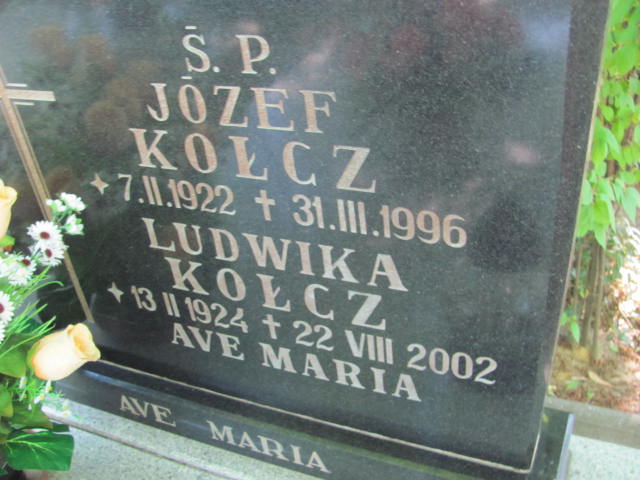 Ś. P.
JÓZEF
KOŁCZ
7.II.1922 + 31.III.1996
LUDWIKA
KOŁCZ
13 II 1924 + 22 VIII 2002
AVE MARIA
AVE MARIA